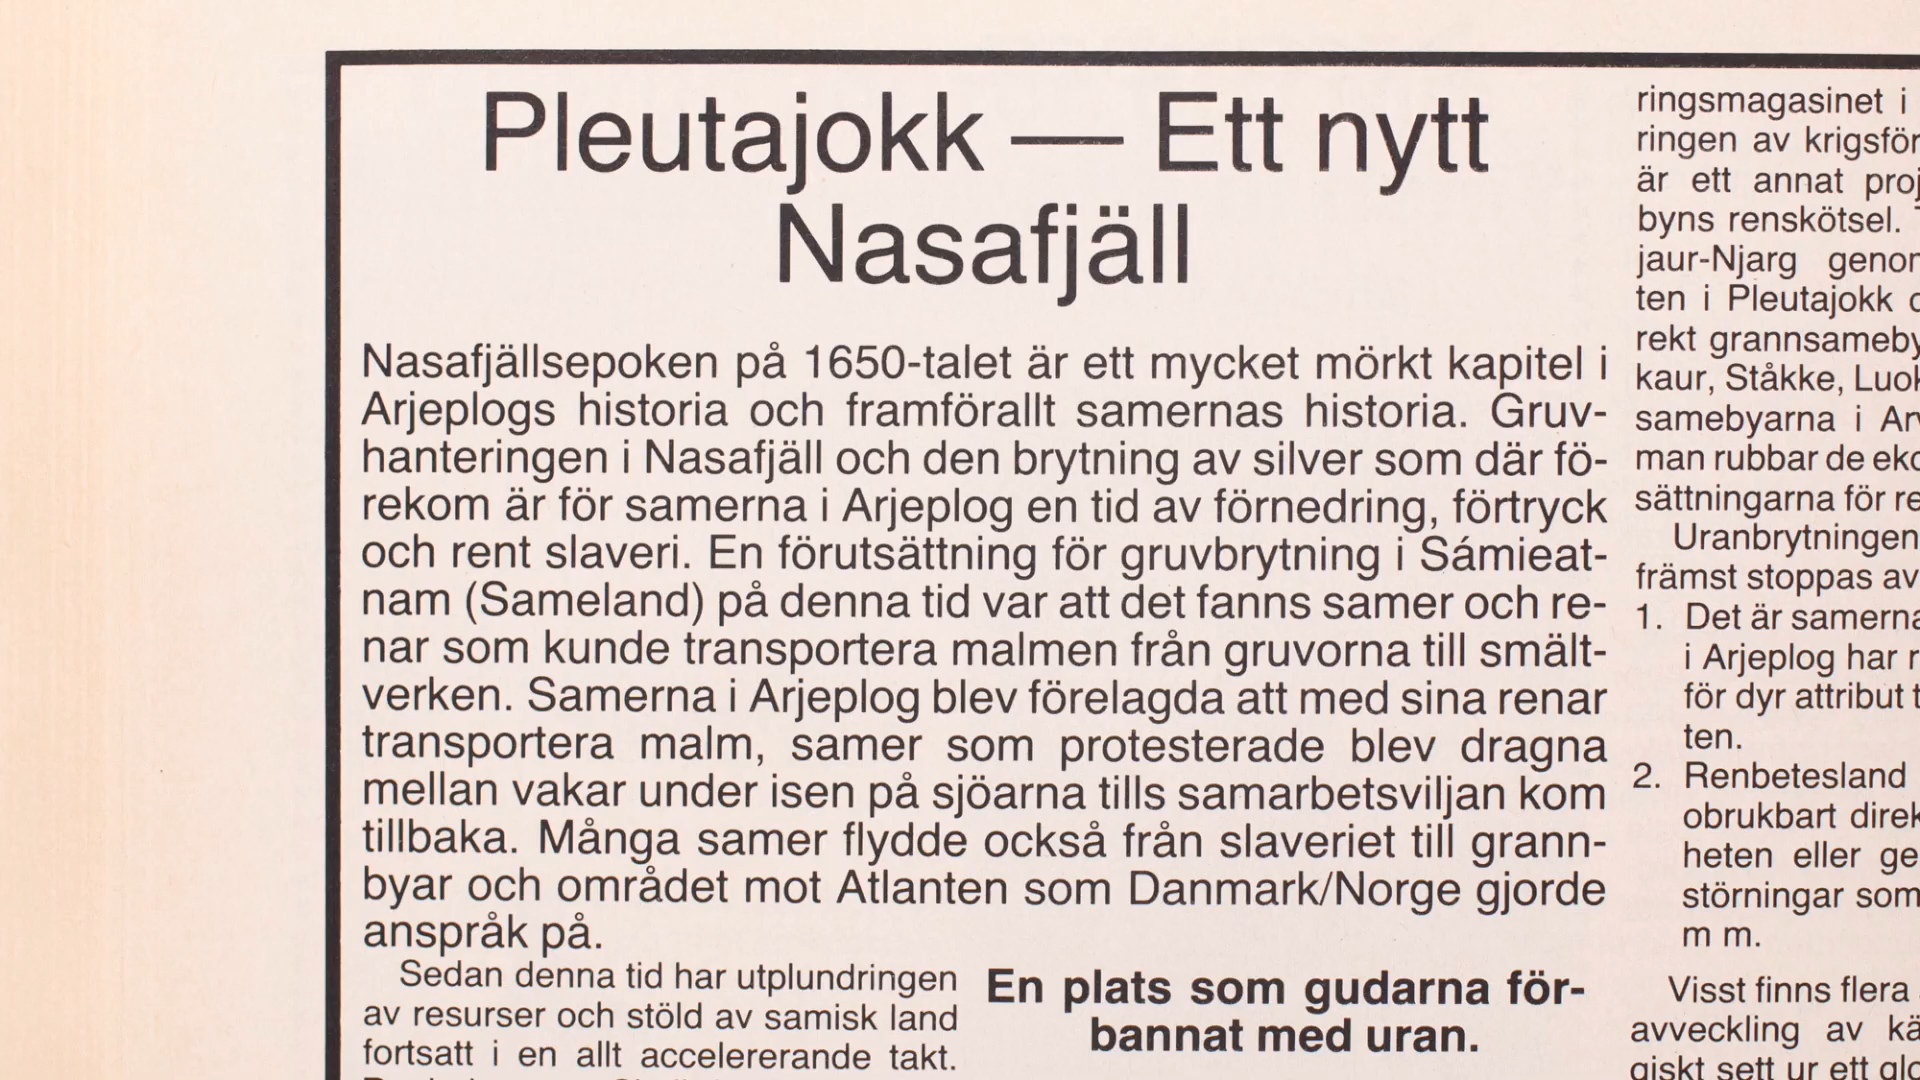 Pleutajokk — Ett nytt
Nasafjäll
Nasafjällsepoken på 1650-talet är ett mycket mörkt kapitel i
Arjeplogs historia och framförallt samernas historia. Gruv-
hanteringen i Nasafjäll och den brytning av silver som där fö-
rekom är för samerna i Arjeplog en tid av förnedring, förtryck
och rent slaveri. En förutsättning för gruvbrytning i Sámieat-
nam (Sameland) på denna tid var att det fanns samer och re-
nar som kunde transportera malmen från gruvorna till smält-
verken. Samerna i Arjeplog blev förelagda att med sina renar
transportera malm, samer som protesterade blev dragna
mellan vakar under isen på sjöarna tills samarbetsviljan kom
tillbaka. Många samer flydde också från slaveriet till grann-
byar och området mot Atlanten som Danmark/Norge gjorde
anspråk på.
Sedan denna tid har utplundringen
av resurser och stöld av samisk land
fortsatt i en allt accelererande takt.
En plats som gudarna för-
bannat med uran.
ringsmagasinet i
ringen av krigsför
är ett annat proj
byns renskötsel.
jaur-Njarg genom
ten i Pleutajokk
rekt grannsameby
kaur, Ståkke, Luok
samebyarna i Arv
man rubbar de eko
sättningarna för re
Uranbrytningen
främst stoppas av
1. Det är samerna
i Arjeplog har
för dyr attribut
ten.
2. Renbetesland
obrukbart direk
heten eller ge
störningar som
m m.
Visst finns flera
avveckling av kä
giskt sett ur ett glo